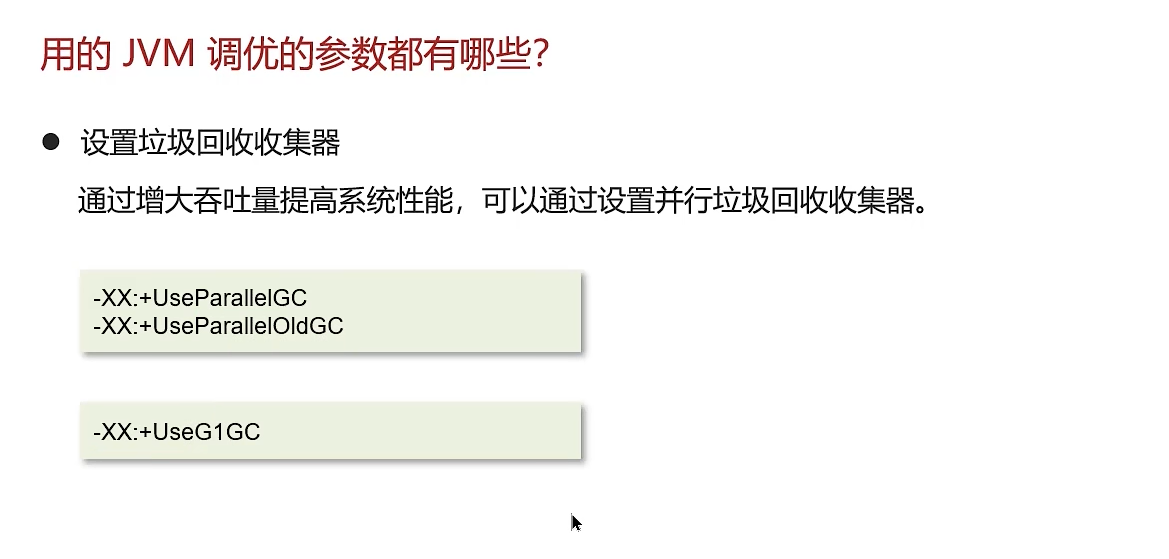 用的 JVM 调优的参数都有哪些?
● 设置垃圾回收收集器
通过增大吞吐量提高系统性能，可以通过设置并行垃圾回收收集器。
-XX:+UseParallelGC
-XX:+UseParallelOldGC
-XX:+UseG1GC